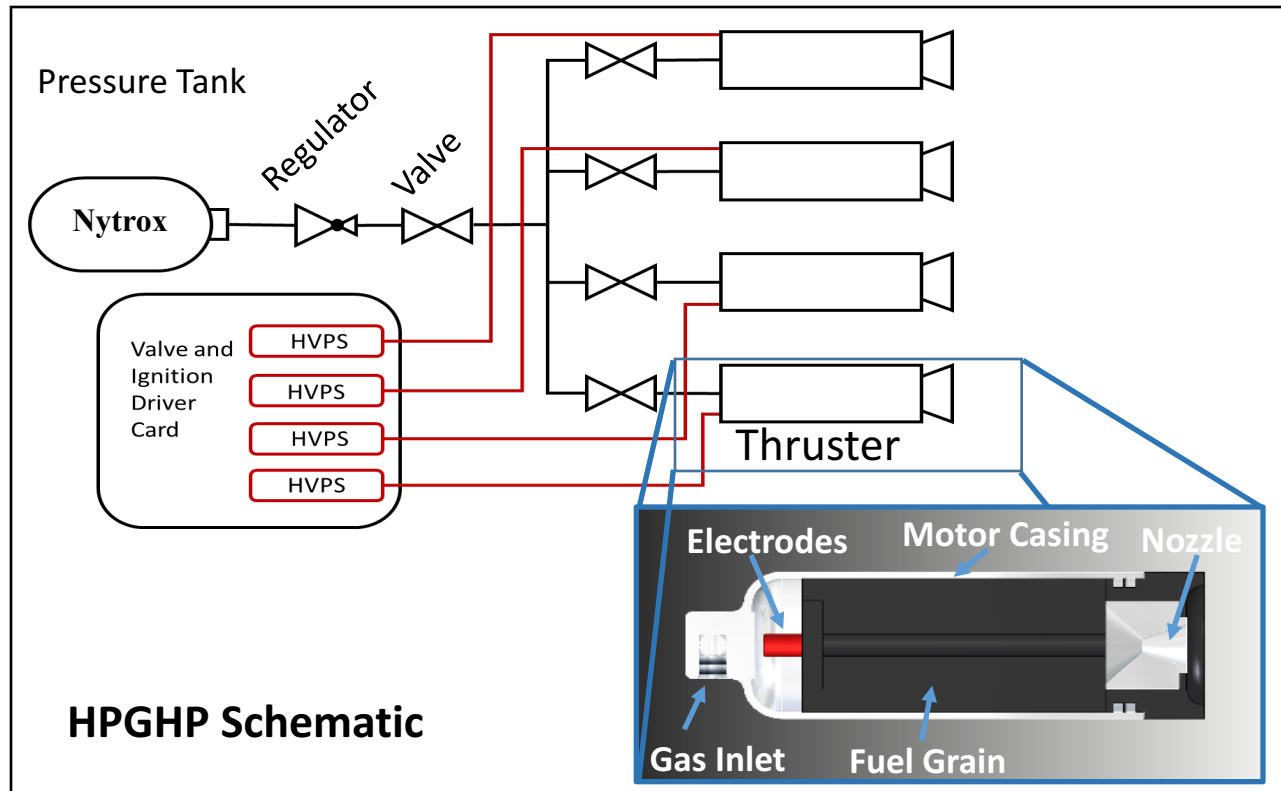 Pressure Tank
Regulator
Valve
Nytrox
Valve and
Ignition
Driver
Card
HVPS
HVPS
HVPS
HVPS
Thruster
Electrodes
Motor Casing
Nozzle
Gas Inlet
Fuel Grain
HPGHP Schematic